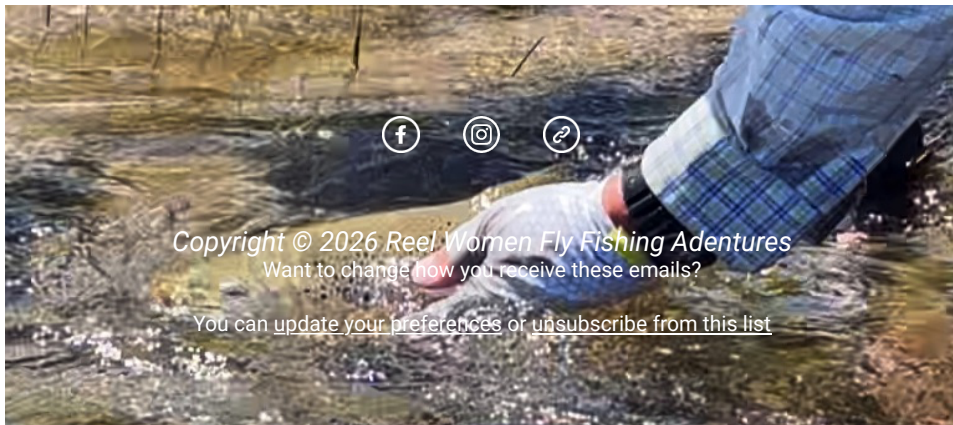 Copyright © 2026 Reel Women Fly Fishing Adentures
Want to change how you receive these emails?
You can update your preferences or unsubscribe from this list